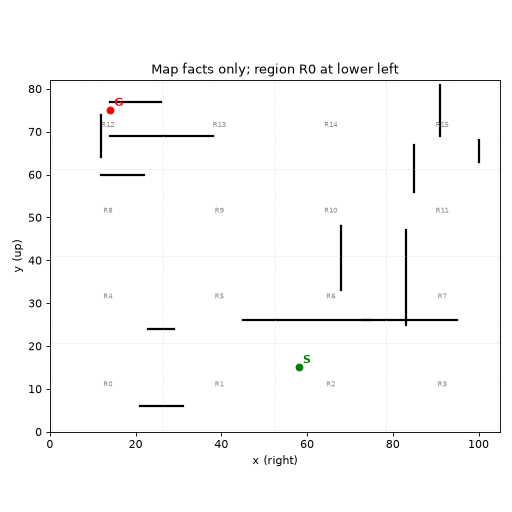 Map facts only; region R0 at lower left
80
G
R12
R13
R14
R15
70
60
R8
R9
R10
R11
50
40
y (up)
R4
R5
R6
R7
30
20
S
R0
R1
R2
R3
10
0
0
20
40
60
80
100
x (right)